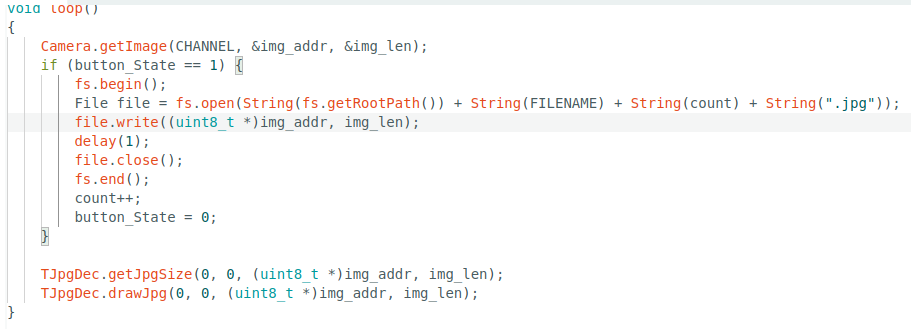 void loop()
{
    Camera.getImage(CHANNEL, &img_addr, &img_len);
    if (button_State == 1) {
        fs.begin();
        File file = fs.open(String(fs.getRootPath()) + String(FILENAME) + String(count) + String(".jpg"));
        file.write((uint8_t *)img_addr, img_len);
        delay(1);
        file.close();
        fs.end();
        count++;
        button_State = 0;
    }

    TJpgDec.getJpgSize(0, 0, (uint8_t *)img_addr, img_len);
    TJpgDec.drawJpg(0, 0, (uint8_t *)img_addr, img_len);
}